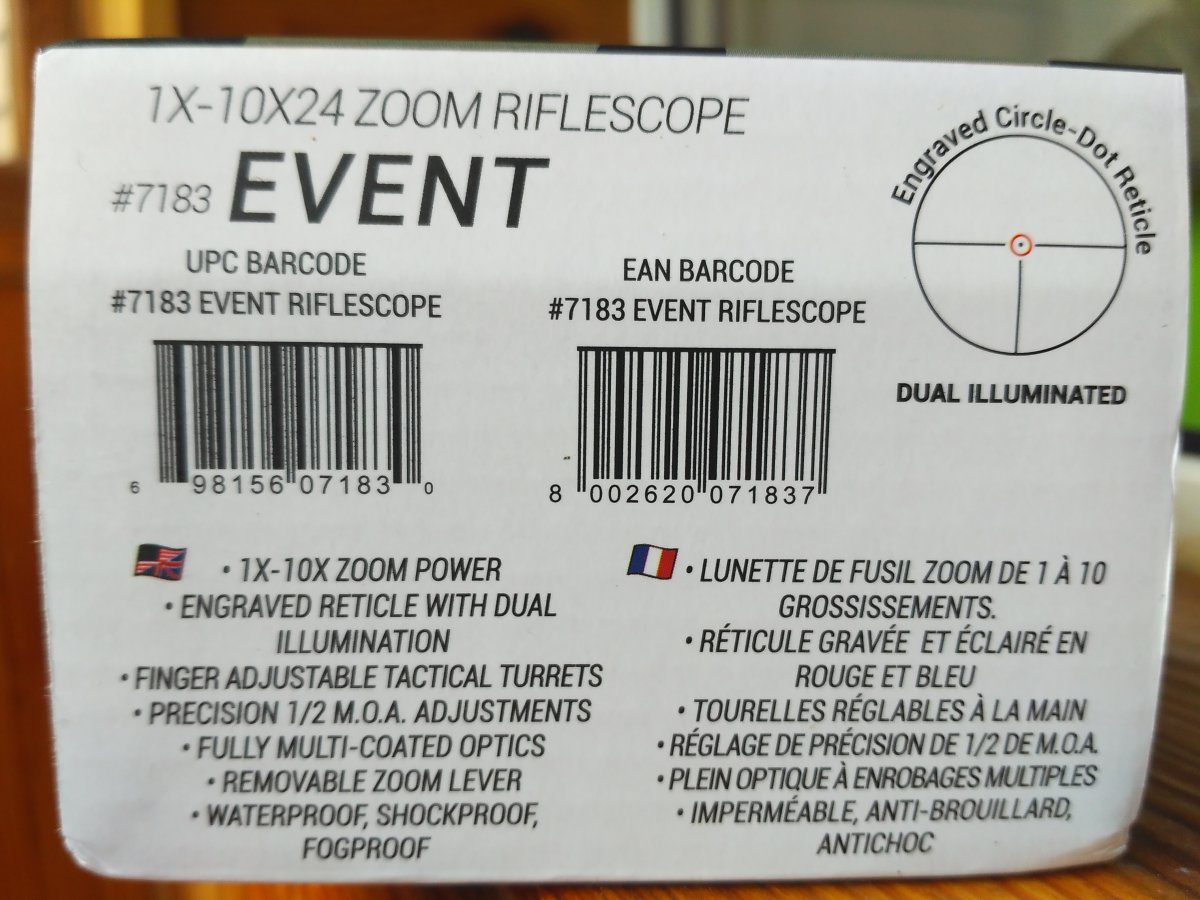 1X-10X24 ZOOM RIFLESCOPE
#7183 EVENT
Engraved Circle-Dot Reticle
DUAL ILLUMINATED
UPC BARCODE
#7183 EVENT RIFLESCOPE
6 98156 07183 0
EAN BARCODE
#7183 EVENT RIFLESCOPE
8 002620 071837
• 1X-10X ZOOM POWER
• ENGRAVED RETICLE WITH DUAL
ILLUMINATION
• FINGER ADJUSTABLE TACTICAL TURRETS
• PRECISION 1/2 M.O.A. ADJUSTMENTS
• FULLY MULTI-COATED OPTICS
• REMOVABLE ZOOM LEVER
• WATERPROOF, SHOCKPROOF,
FOGPROOF
• LUNETTE DE FUSIL ZOOM DE 1 À 10
GROSSISSEMENTS.
• RÉTICULE GRAVÉE ET ÉCLAIRÉ EN
ROUGE ET BLEU
• TOURELLES RÉGLABLES À LA MAIN
• RÉGLAGE DE PRÉCISION DE 1/2 DE M.O.A.
• PLEIN OPTIQUE À ENROBAGES MULTIPLES
• IMPERMÉABLE, ANTI-BROUILLARD,
ANTICHOC